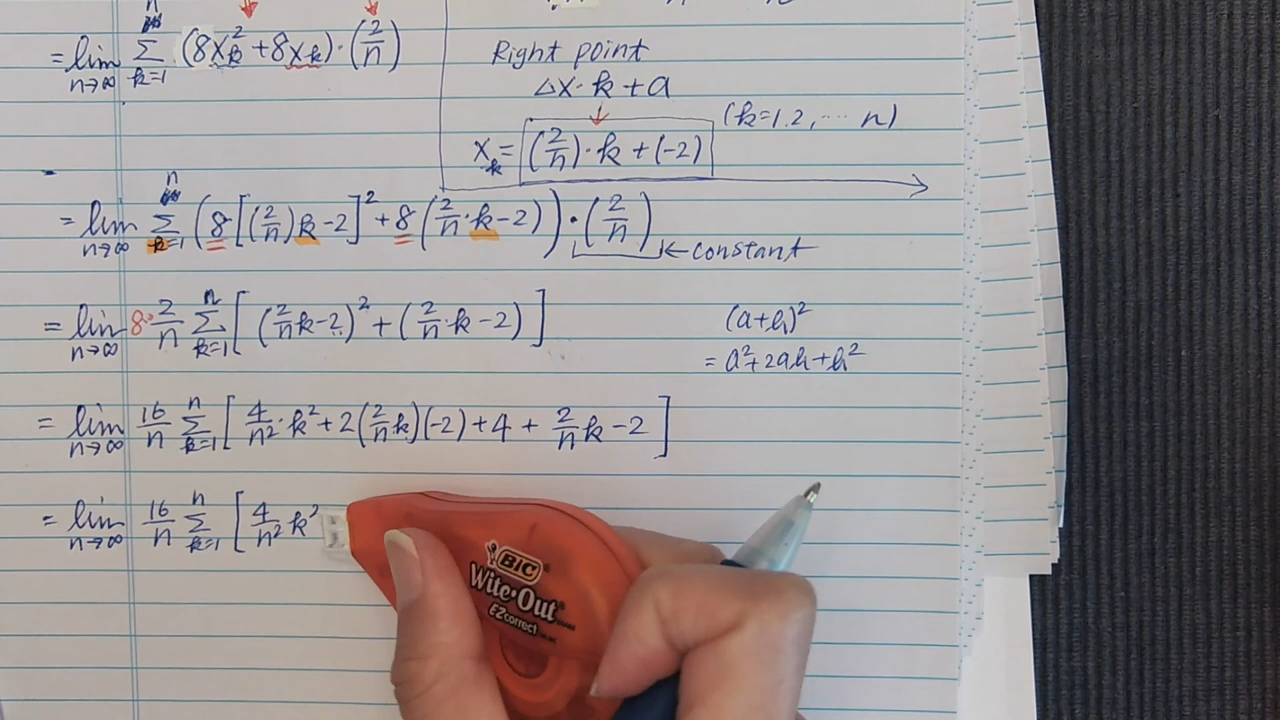 = lim n→∞ n Σ k=1 (8x_k² + 8x_k) · (2/n)
Right point
Δx · k + a
x_k = (2/n) · k + (-2) (k=1.2, ... n)
= lim n→∞ n Σ k=1 (8[(2/n)k - 2]² + 8(2/n · k - 2)) · (2/n) ← constant
= lim n→∞ 8 · 2/n n Σ k=1 [(2/n k - 2)² + (2/n · k - 2)]
(a+b)²
= a² + 2ab + b²
= lim n→∞ 16/n n Σ k=1 [4/n² · k² + 2(2/n k)(-2) + 4 + 2/n k - 2]
= lim n→∞ 16/n n Σ k=1 [4/n² k²
BIC
Wite·Out
EZcorrect